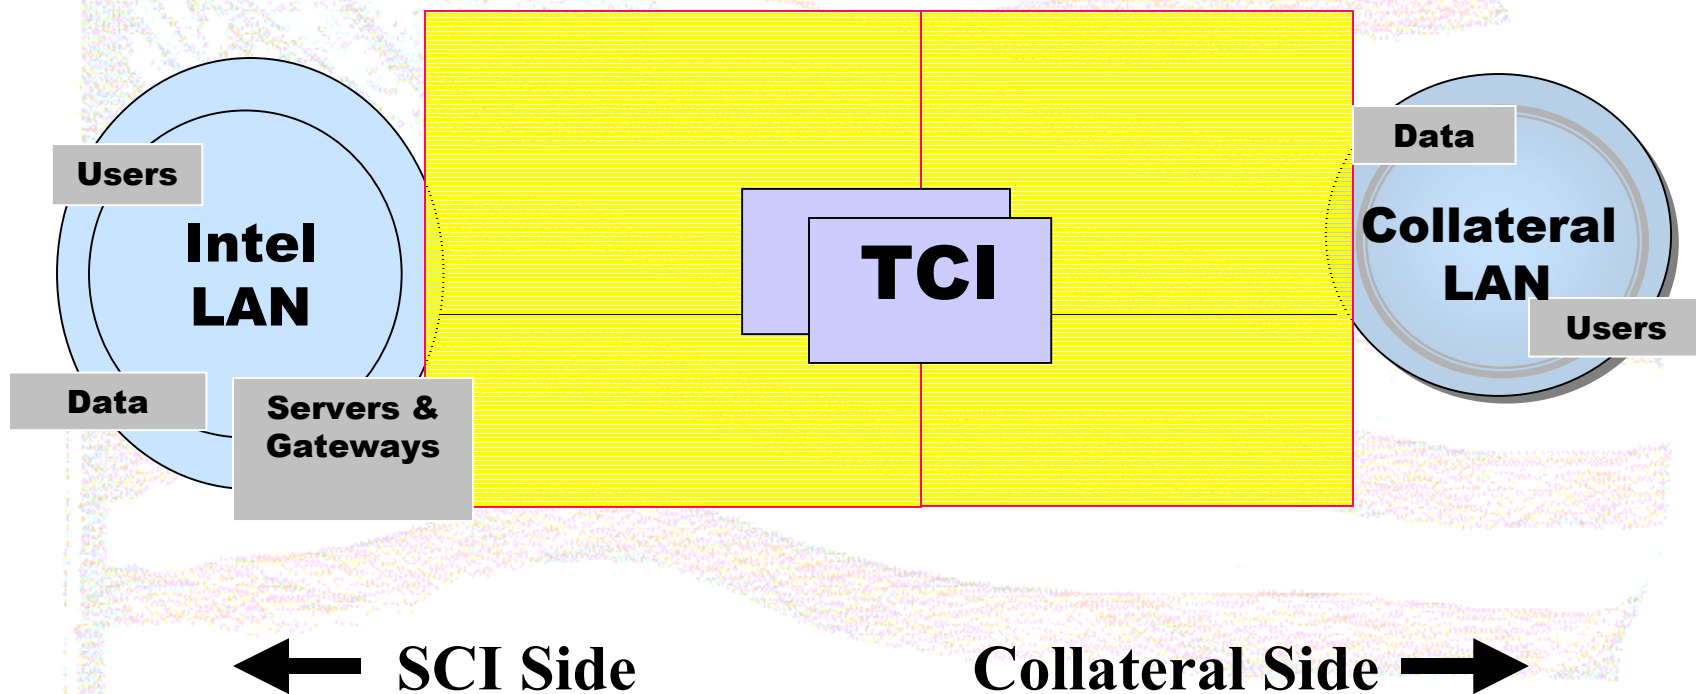 Users
Intel
LAN
Data
Servers &
Gateways
TCI
Data
Collateral
LAN
Users
SCI Side
Collateral Side